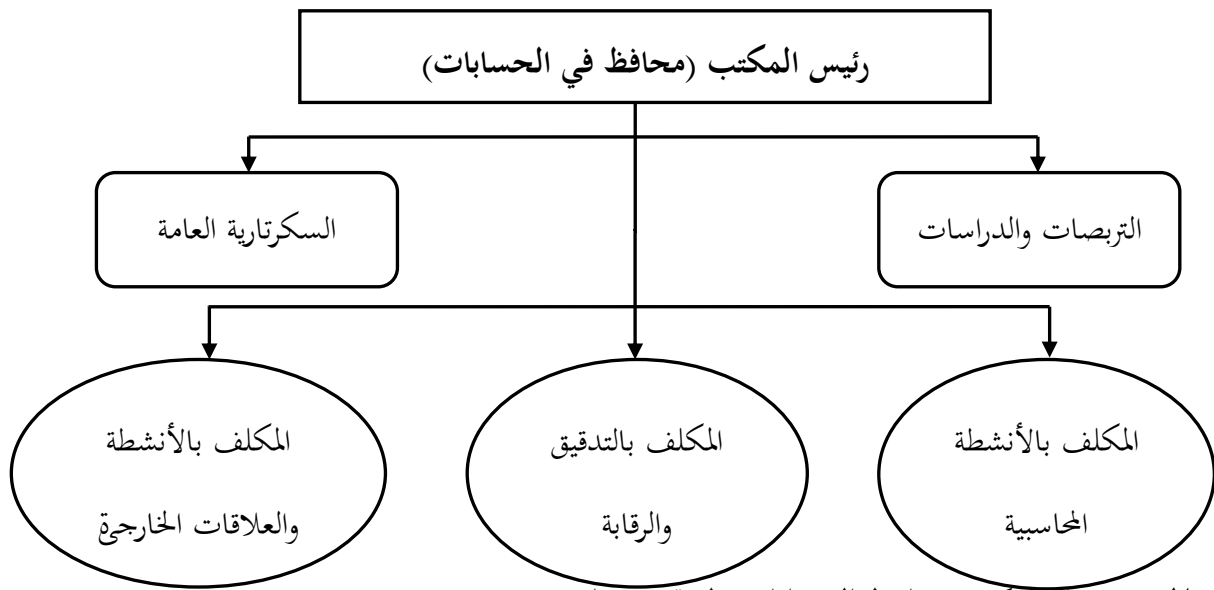 رئيس المكتب (محافظ في الحسابات)
التربصات والدراسات
السكرتارية العامة
المكلف بالأنشطة
المحاسبية
المكلف بالتدقيق
والرقابة
المكلف بالأنشطة
والعلاقات الخارجية